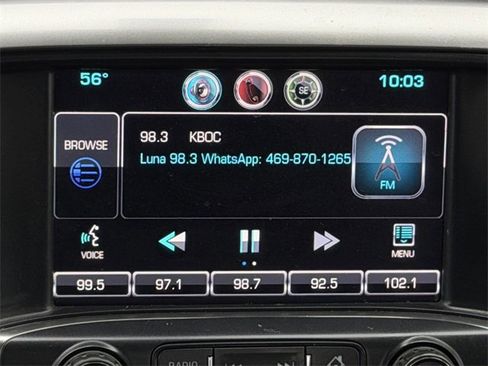 56° 10:03
SE
BROWSE
98.3 KBOC
Luna 98.3 WhatsApp: 469-870-1265
FM
VOICE
MENU
99.5 97.1 98.7 92.5 102.1
RADIO